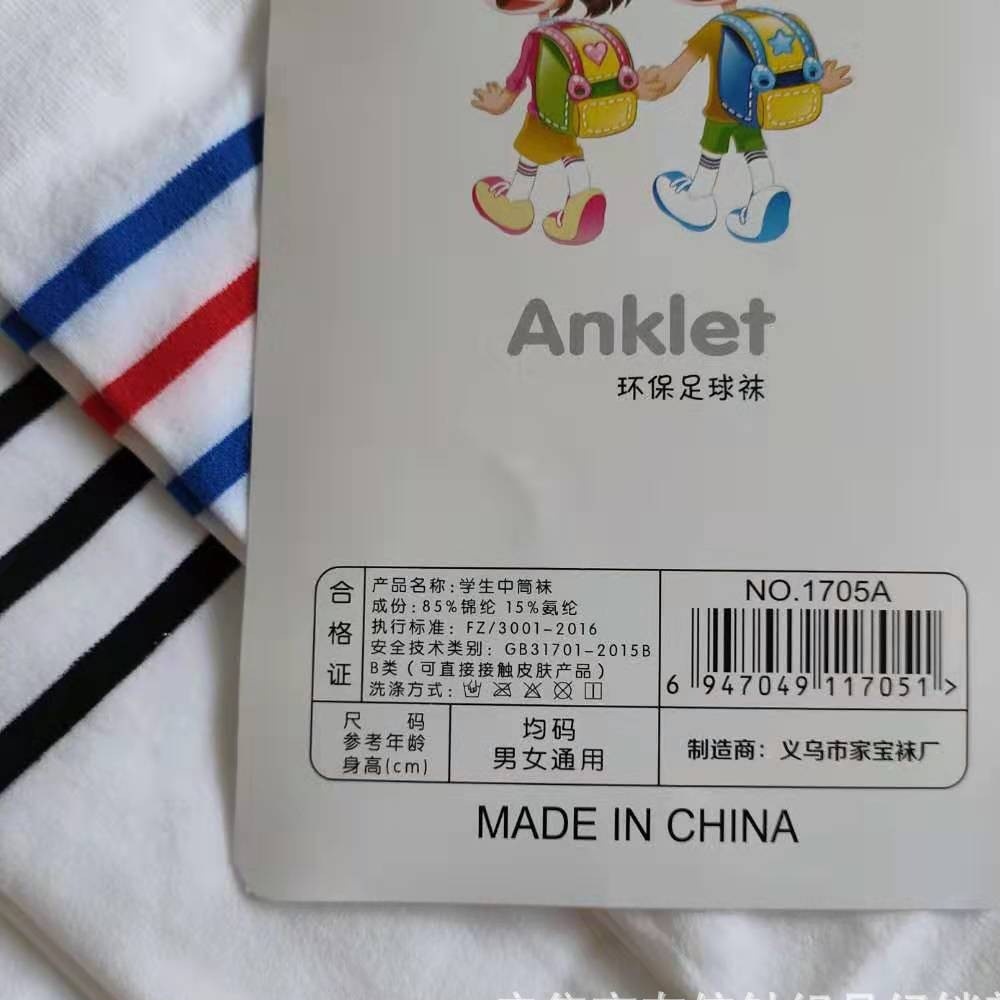 Anklet
环保足球袜
合格证
产品名称:学生中筒袜
成份:85%锦纶 15%氨纶
执行标准: FZ/3001-2016
安全技术类别: GB31701-2015B
B类(可直接接触皮肤产品)
洗涤方式:
NO.1705A
6 947049 117051 >
尺 码
参考年龄
身高(cm)
均码
男女通用
制造商: 义乌市家宝袜厂
MADE IN CHINA